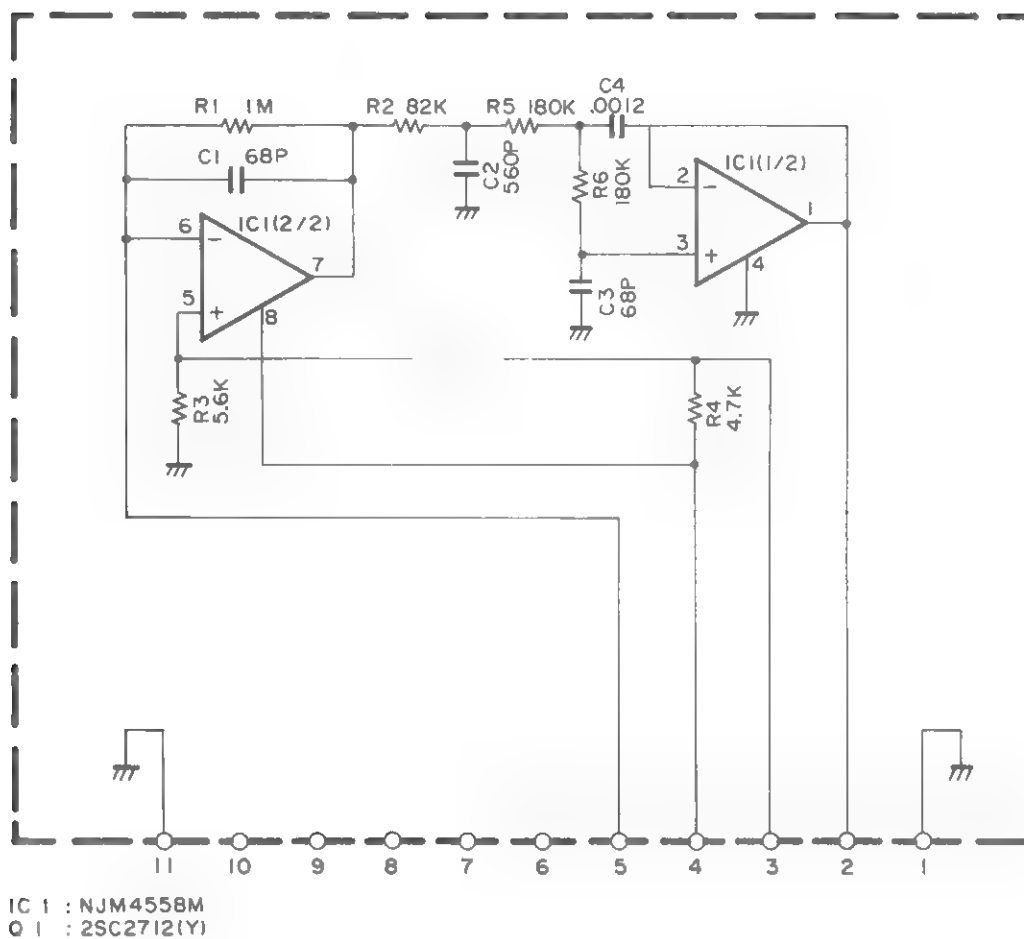 R1 1M
R2 82K
R5 180K
C4
.0012
C1 68P
C2
560P
R6
180K
IC1(1/2)
IC1(2/2)
2
1
6
7
3
4
C3
68P
5
8
R3
5.6K
R4
4.7K
11 10 9 8 7 6 5 4 3 2 1
IC 1 : NJM4558M
Q 1 : 2SC2712(Y)